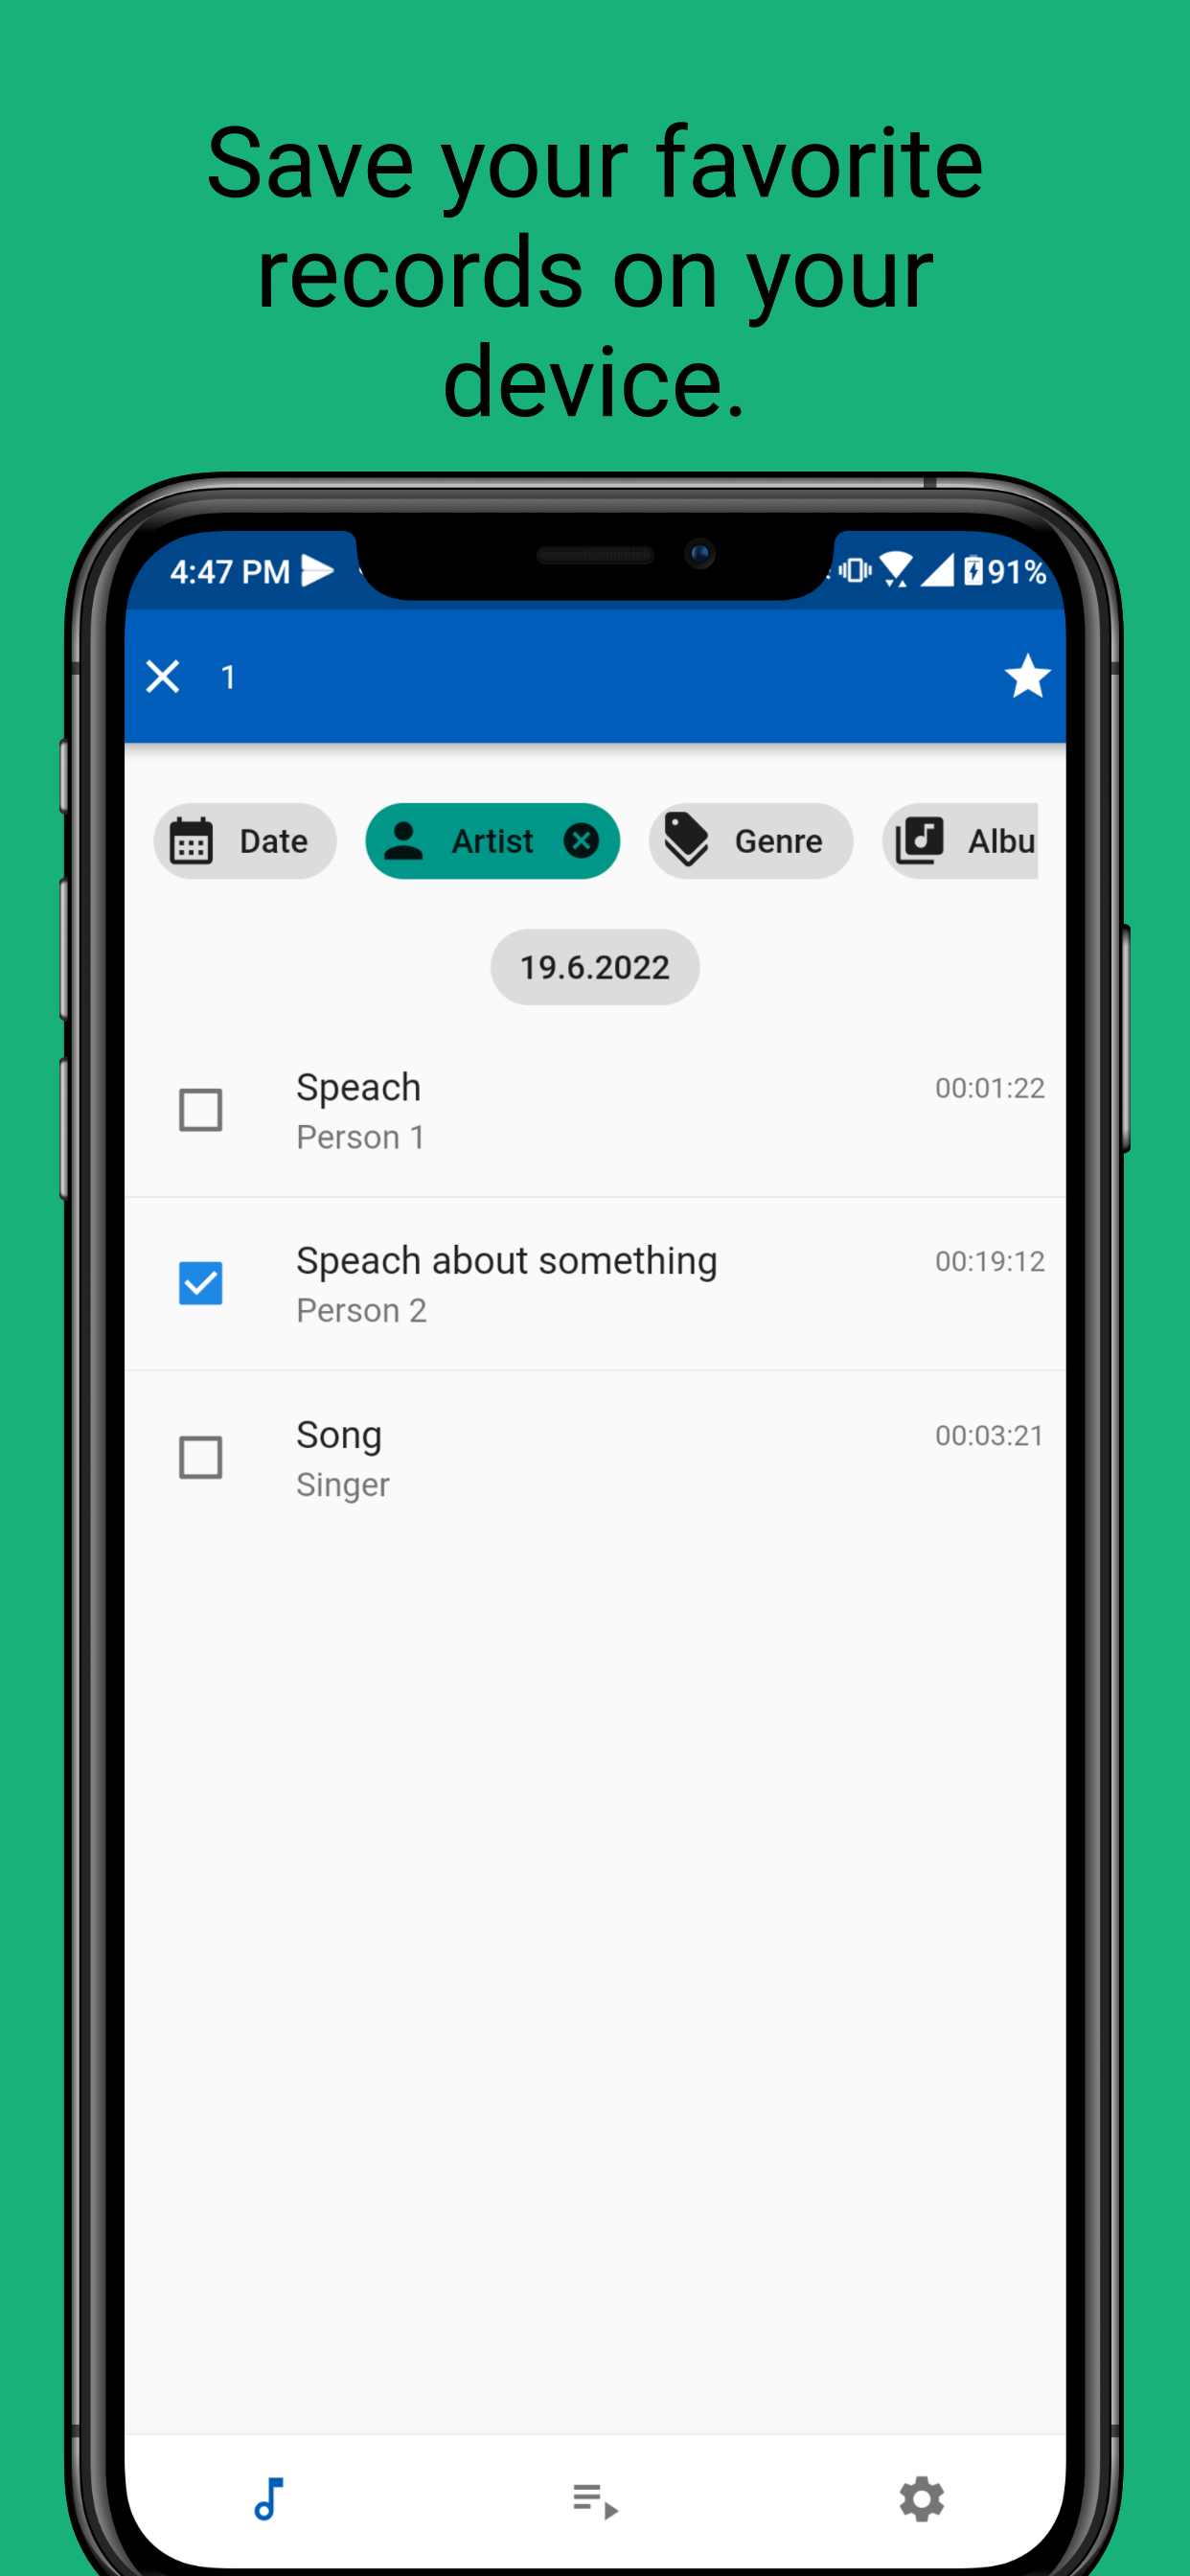 Save your favorite
records on your
device.
4:47 PM 91%
1
Date Artist Genre Albu
19.6.2022
Speach 00:01:22
Person 1
Speach about something 00:19:12
Person 2
Song 00:03:21
Singer